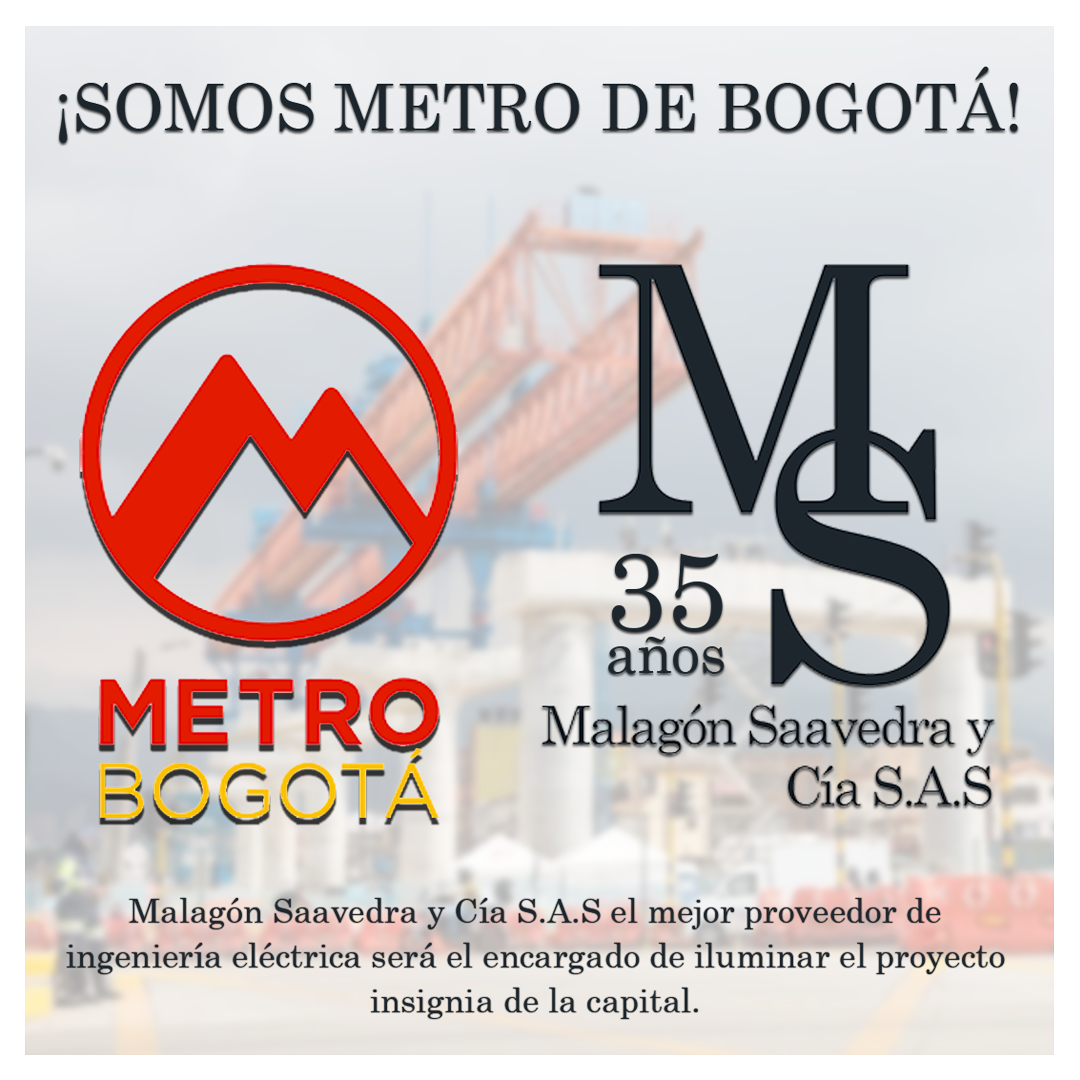 ¡SOMOS METRO DE BOGOTÁ!
METRO
BOGOTÁ
MS
35
años
Malagón Saavedra y
Cía S.A.S
Malagón Saavedra y Cía S.A.S el mejor proveedor de
ingeniería eléctrica será el encargado de iluminar el proyecto
insignia de la capital.